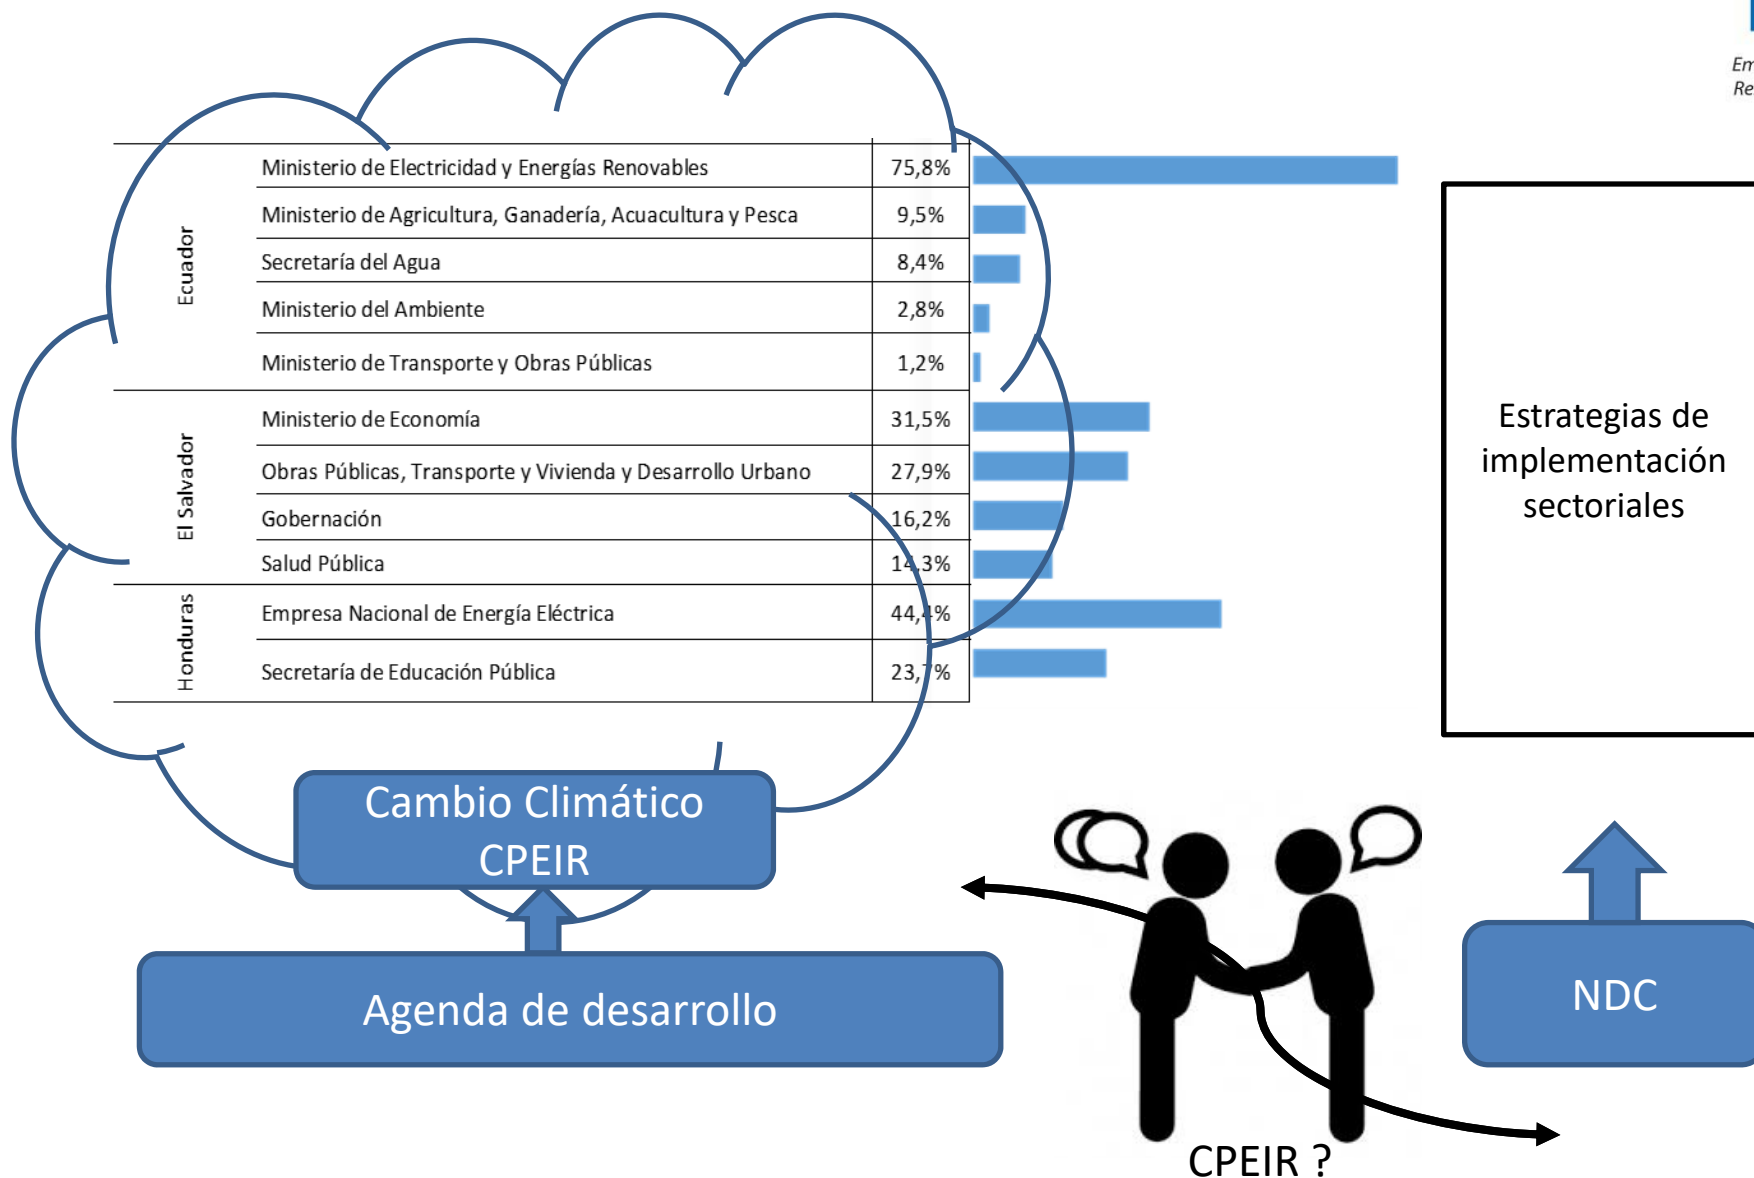 Em
Re
Ecuador
Ministerio de Electricidad y Energías Renovables 75,8%
Ministerio de Agricultura, Ganadería, Acuacultura y Pesca 9,5%
Secretaría del Agua 8,4%
Ministerio del Ambiente 2,8%
Ministerio de Transporte y Obras Públicas 1,2%
El Salvador
Ministerio de Economía 31,5%
Obras Públicas, Transporte y Vivienda y Desarrollo Urbano 27,9%
Gobernación 16,2%
Salud Pública 14,3%
Honduras
Empresa Nacional de Energía Eléctrica 44,4%
Secretaría de Educación Pública 23,7%
Estrategias de
implementación
sectoriales
Cambio Climático
CPEIR
Agenda de desarrollo
NDC
CPEIR ?